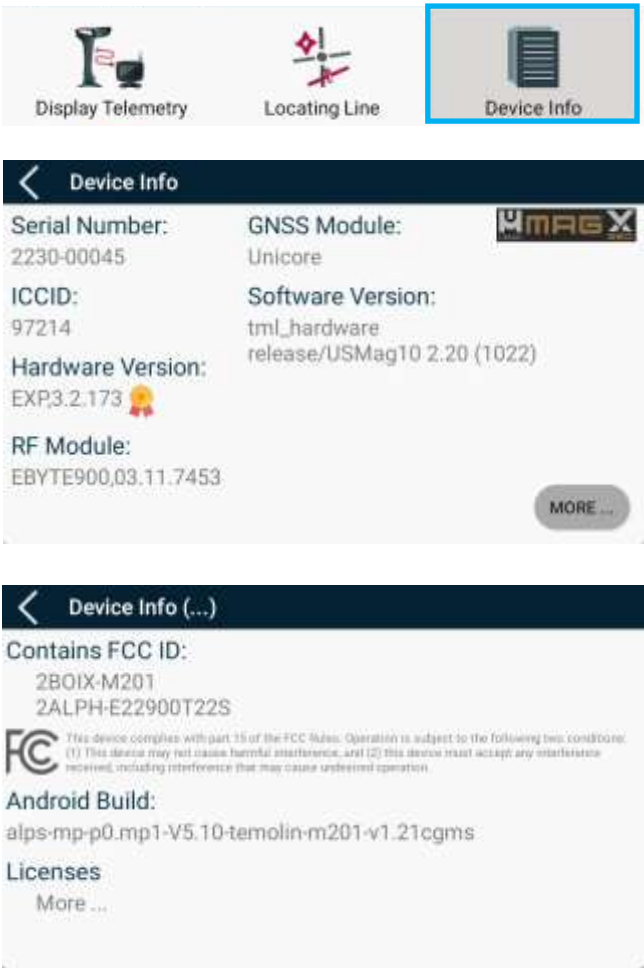 Display Telemetry
Locating Line
Device Info
Device Info
Serial Number:
2230-00045
GNSS Module:
Unicore
UMAGX
ICCID:
97214
Software Version:
tml_hardware
release/USMag10 2.20 (1022)
Hardware Version:
EXP,3.2.173
RF Module:
EBYTE900,03.11.7453
MORE ...
Device Info (...)
Contains FCC ID:
2BOIX-M201
2ALPH-E22900T22S
FC
This device complies with part 15 of the FCC Rules. Operation is subject to the following two conditions:
(1) This device may not cause harmful interference, and (2) this device must accept any interference
received, including interference that may cause undesired operation.
Android Build:
alps-mp-p0.mp1-V5.10-temolin-m201-v1.21cgms
Licenses
More ...